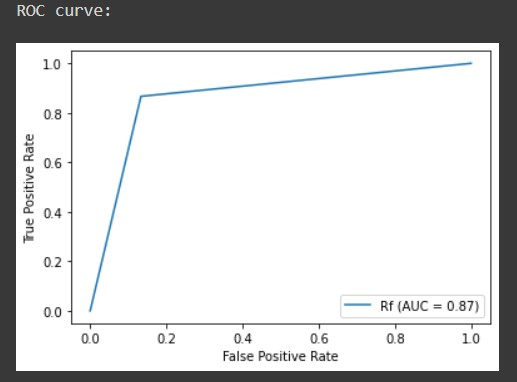 ROC curve:
1.0
0.8
0.6
0.4
0.2
0.0
True Positive Rate
Rf (AUC = 0.87)
0.0 0.2 0.4 0.6 0.8 1.0
False Positive Rate